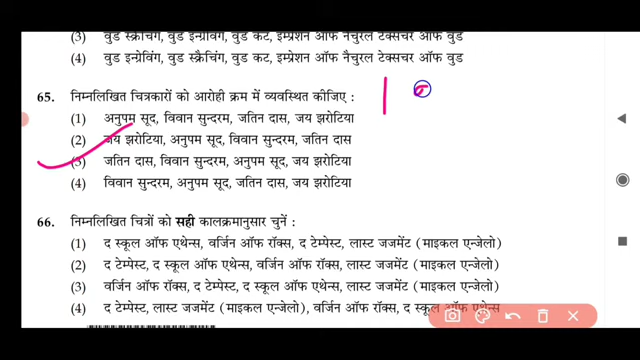 (3) वुड इन्ग्रेविंग, वुड स्क्रैचिंग, वुड कट, इम्प्रेशन ऑफ नैचुरल टेक्सचर ऑफ वुड
(4) वुड इन्ग्रेविंग, वुड स्क्रैचिंग, वुड कट, इम्प्रेशन ऑफ नैचुरल टेक्सचर ऑफ वुड
65. निम्नलिखित चित्रकारों को आरोही क्रम में व्यवस्थित कीजिए :
(1) अनुपम सूद, विवान सुन्दरम, जतिन दास, जय झरोटिया
(2) जय झरोटिया, अनुपम सूद, विवान सुन्दरम, जतिन दास
(3) जतिन दास, विवान सुन्दरम, अनुपम सूद, जय झरोटिया
(4) विवान सुन्दरम, अनुपम सूद, जतिन दास, जय झरोटिया
66. निम्नलिखित चित्रों को सही कालक्रमानुसार चुनें :
(1) द स्कूल ऑफ एथेन्स, वर्जिन ऑफ रॉक्स, द टेम्पेस्ट, लास्ट जजमेंट (माइकल एन्जेलो)
(2) द टेम्पेस्ट, द स्कूल ऑफ एथेन्स, वर्जिन ऑफ रॉक्स, लास्ट जजमेंट (माइकल एन्जेलो)
(3) वर्जिन ऑफ रॉक्स, द टेम्पेस्ट, द स्कूल ऑफ एथेन्स, लास्ट जजमेंट (माइकल एन्जेलो)
(4) द टेम्पेस्ट, लास्ट जजमेंट (माइकल एन्जेलो), वर्जिन ऑफ रॉक्स, द स्कूल ऑफ एथेन्स